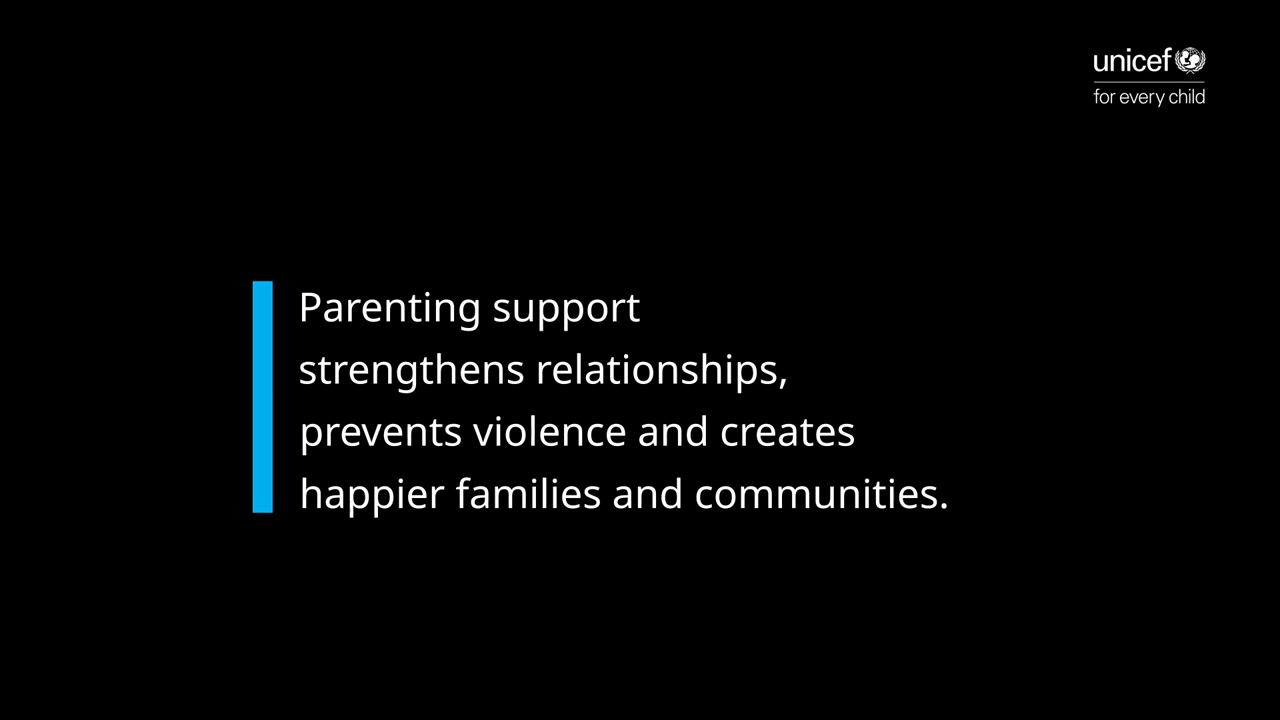 unicef
for every child
Parenting support
strengthens relationships,
prevents violence and creates
happier families and communities.